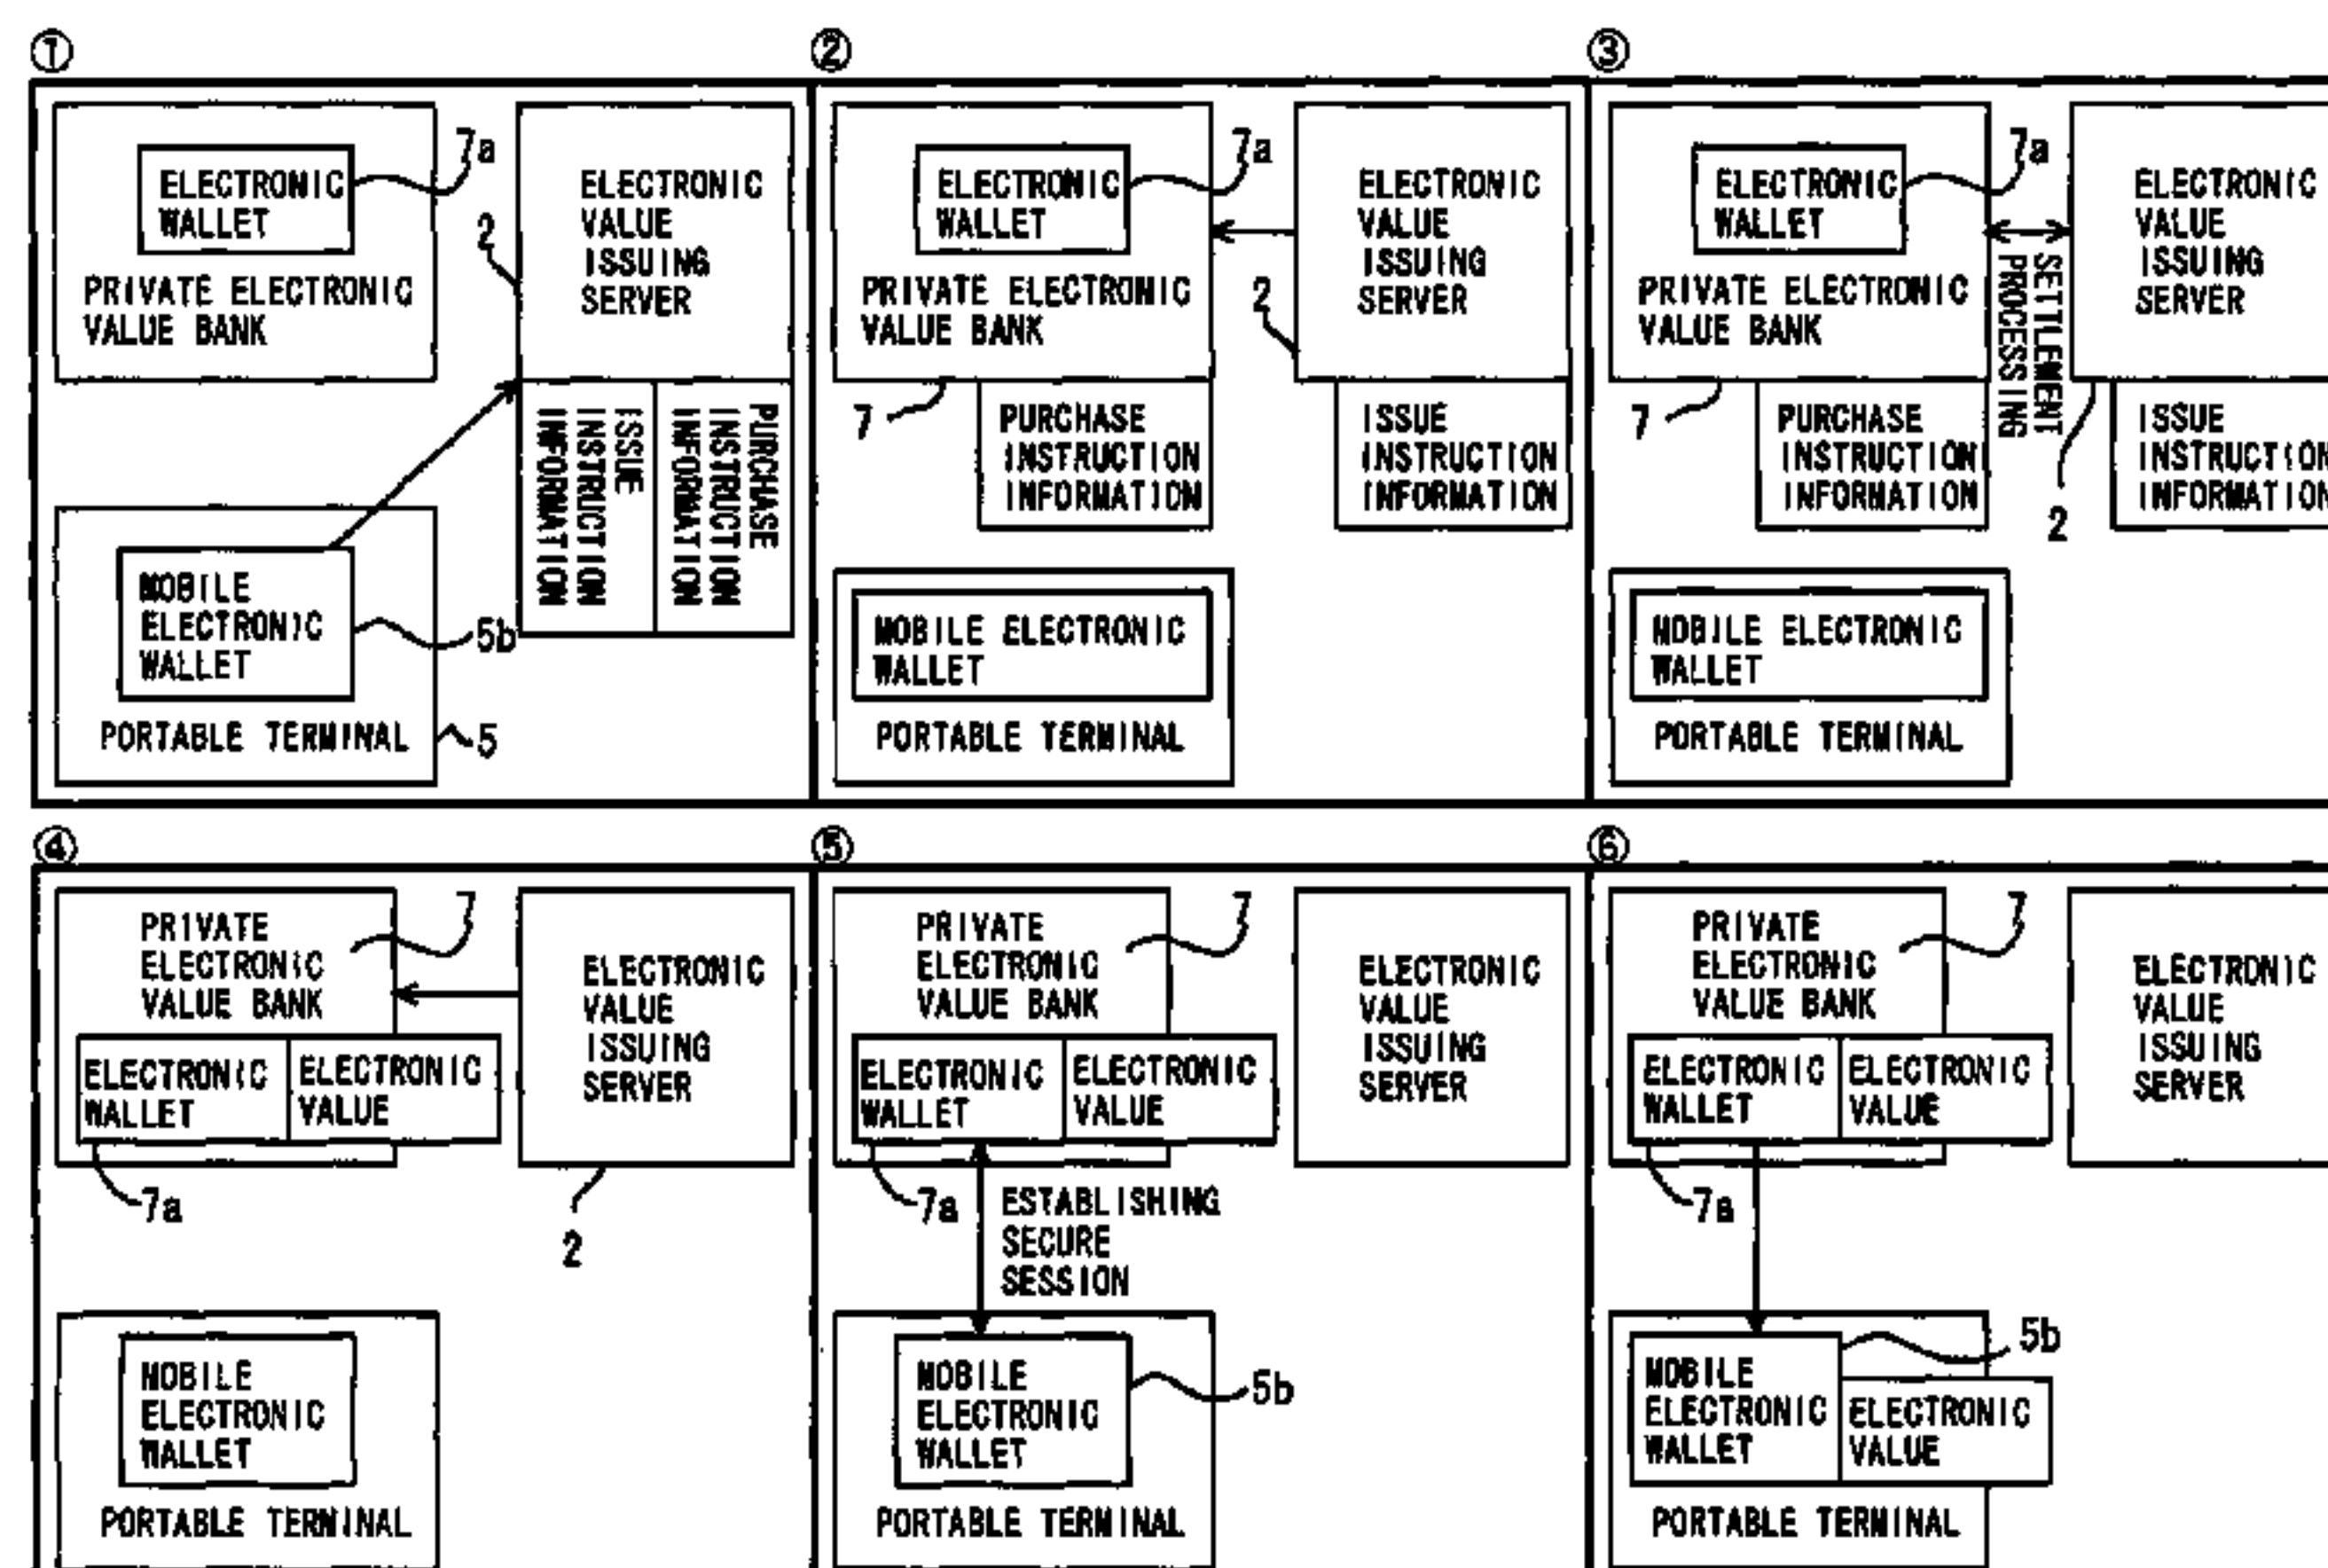 ①
ELECTRONIC
WALLET
7a
PRIVATE ELECTRONIC
VALUE BANK
2
ELECTRONIC
VALUE
ISSUING
SERVER
ISSUE
INSTRUCTION
INFORMATION
PURCHASE
INSTRUCTION
INFORMATION
MOBILE
ELECTRONIC
WALLET
5b
PORTABLE TERMINAL
5
②
ELECTRONIC
WALLET
7a
PRIVATE ELECTRONIC
VALUE BANK
2
ELECTRONIC
VALUE
ISSUING
SERVER
7
PURCHASE
INSTRUCTION
INFORMATION
ISSUE
INSTRUCTION
INFORMATION
MOBILE ELECTRONIC
WALLET
PORTABLE TERMINAL
③
ELECTRONIC
WALLET
7a
PRIVATE ELECTRONIC
VALUE BANK
SETTLEMENT
PROCESSING
ELECTRONIC
VALUE
ISSUING
SERVER
7
PURCHASE
INSTRUCTION
INFORMATION
2
ISSUE
INSTRUCTION
INFORMATION
MOBILE ELECTRONIC
WALLET
PORTABLE TERMINAL
④
PRIVATE
ELECTRONIC
VALUE BANK
7
ELECTRONIC
WALLET
ELECTRONIC
VALUE
7a
ELECTRONIC
VALUE
ISSUING
SERVER
2
MOBILE
ELECTRONIC
WALLET
PORTABLE TERMINAL
⑤
PRIVATE
ELECTRONIC
VALUE BANK
7
ELECTRONIC
WALLET
ELECTRONIC
VALUE
7a
ELECTRONIC
VALUE
ISSUING
SERVER
ESTABLISHING
SECURE
SESSION
MOBILE
ELECTRONIC
WALLET
5b
PORTABLE TERMINAL
⑥
PRIVATE
ELECTRONIC
VALUE BANK
7
ELECTRONIC
WALLET
ELECTRONIC
VALUE
7a
ELECTRONIC
VALUE
ISSUING
SERVER
MOBILE
ELECTRONIC
WALLET
5b
ELECTRONIC
VALUE
PORTABLE TERMINAL